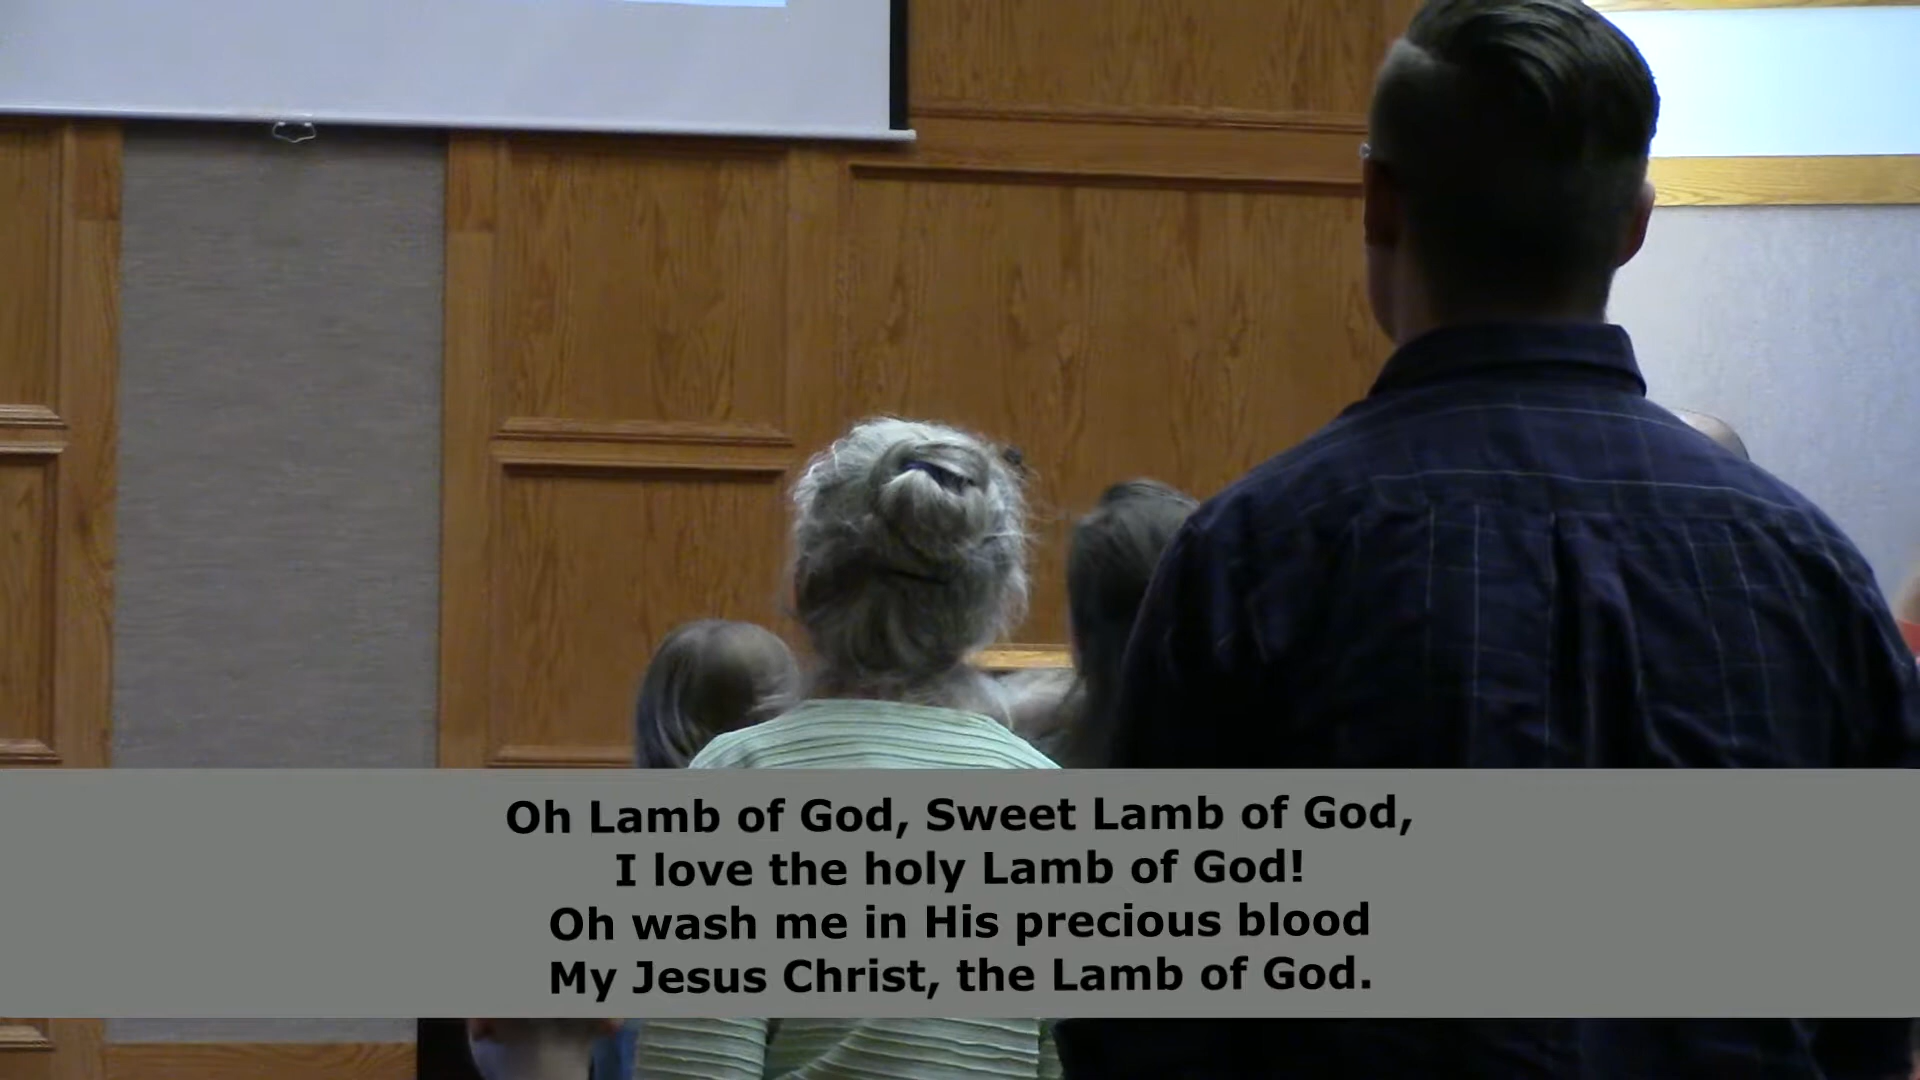 Oh Lamb of God, Sweet Lamb of God,
I love the holy Lamb of God!
Oh wash me in His precious blood
My Jesus Christ, the Lamb of God.